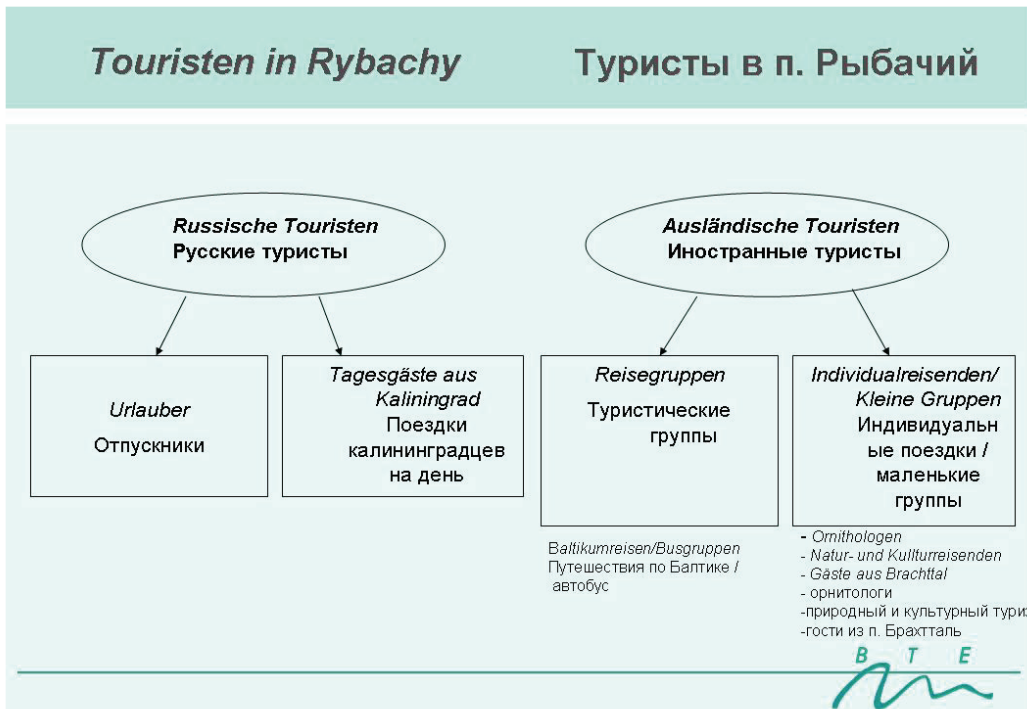 Touristen in Rybachy
Туристы в п. Рыбачий
Russische Touristen
Русские туристы
Ausländische Touristen
Иностранные туристы
Urlauber
Отпускники
Tagesgäste aus
Kaliningrad
Поездки
калининградцев
на день
Reisegruppen
Туристические
группы
Individualreisenden/
Kleine Gruppen
Индивидуальн
ые поездки /
маленькие
группы
Baltikumreisen/Busgruppen
Путешествия по Балтике /
автобус
- Ornithologen
- Natur- und Kullturreisenden
- Gäste aus Brachttal
- орнитологи
-природный и культурный тури
-гости из п. Брахтталь
B T E